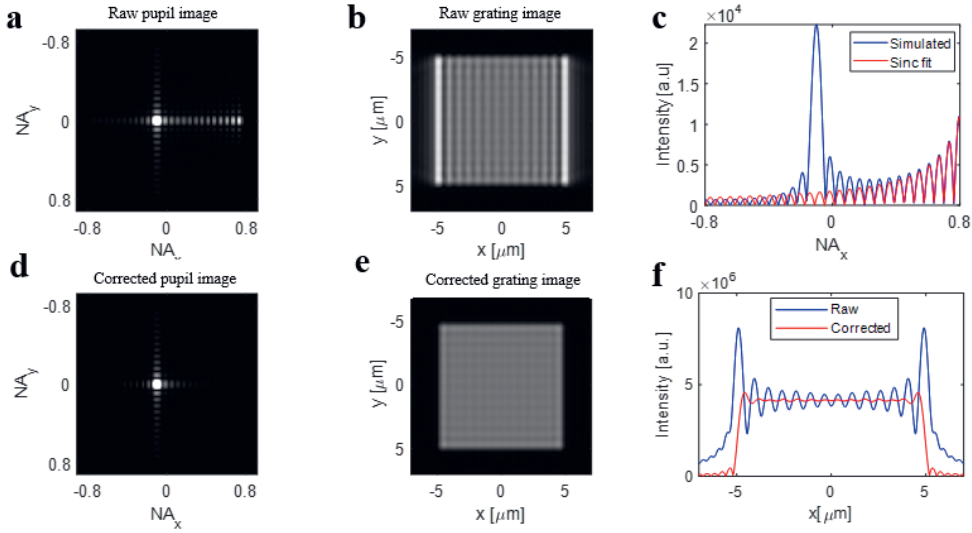 a
Raw pupil image
-0.8
0
0.8
NAy
-0.8
0
0.8
b
Raw grating image
-5
0
5
y [μm]
-5
0
5
x [μm]
c
×10⁴
2
1.5
1
0.5
0
Intensity [a.u]
Simulated
Sinc fit
-0.8
-0.4
0
0.4
0.8
NAx
d
Corrected pupil image
-0.8
0
0.8
NAy
-0.8
0
0.8
NAx
e
Corrected grating image
-5
0
5
y [μm]
-5
0
5
x [μm]
f
×10⁶
10
5
0
Intensity [a.u.]
Raw
Corrected
-5
0
5
x[μm]